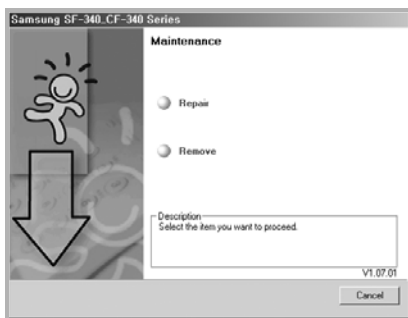 Samsung SF-340_CF-340 Series
Maintenance
Repair
Remove
Description
Select the item you want to proceed.
V1.07.01
Cancel